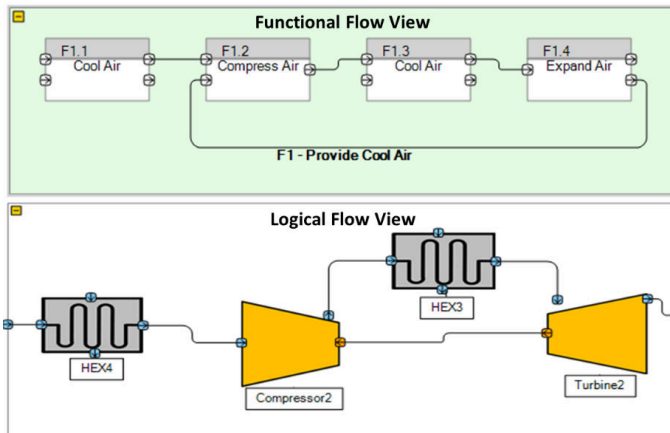 Functional Flow View
F1.1
Cool Air
F1.2
Compress Air
F1.3
Cool Air
F1.4
Expand Air
F1 - Provide Cool Air
Logical Flow View
HEX3
HEX4
Compressor2
Turbine2